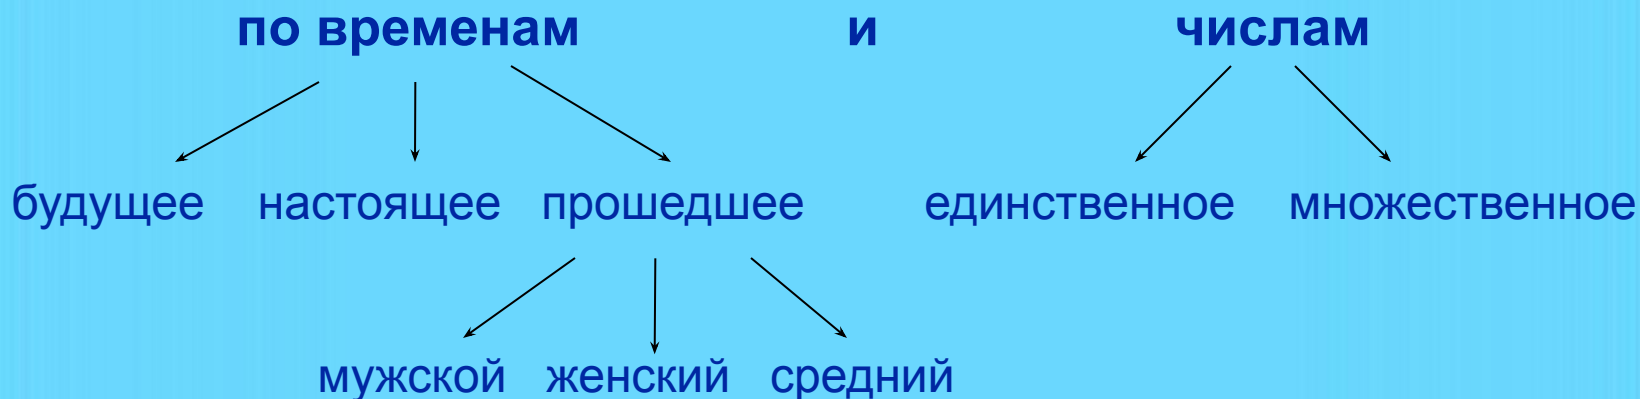 по временам и числам
будущее настоящее прошедшее единственное множественное
мужской женский средний